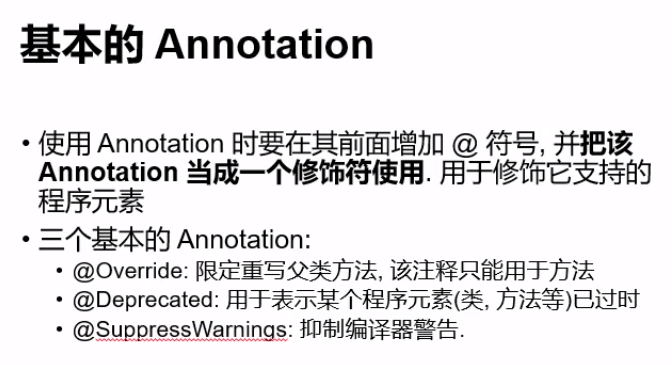 基本的 Annotation
• 使用 Annotation 时要在其前面增加 @ 符号, 并把该
Annotation 当成一个修饰符使用. 用于修饰它支持的
程序元素
• 三个基本的 Annotation:
• @Override: 限定重写父类方法, 该注释只能用于方法
• @Deprecated: 用于表示某个程序元素(类, 方法等)已过时
• @SuppressWarnings: 抑制编译器警告.